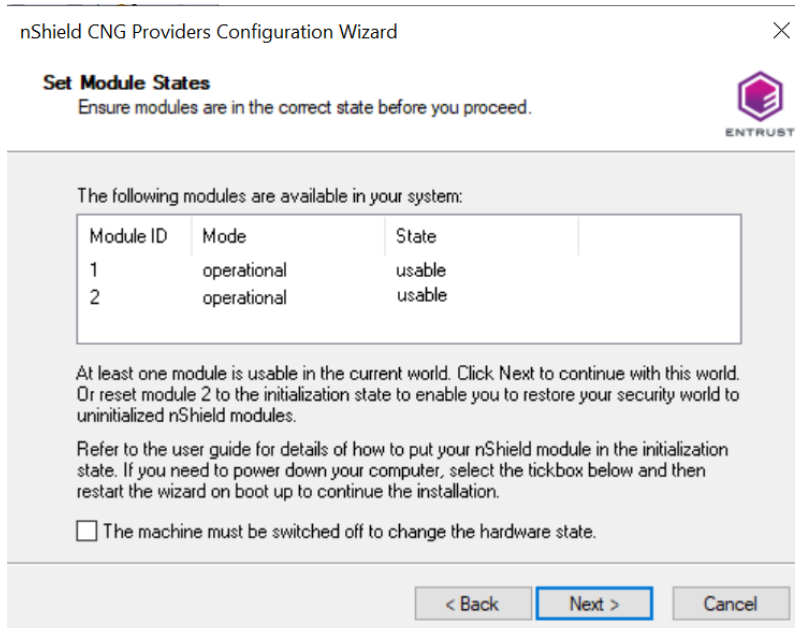 nShield CNG Providers Configuration Wizard
Set Module States
Ensure modules are in the correct state before you proceed.
ENTRUST
The following modules are available in your system:
Module ID Mode State
1 operational usable
2 operational usable
At least one module is usable in the current world. Click Next to continue with this world.
Or reset module 2 to the initialization state to enable you to restore your security world to
uninitialized nShield modules.
Refer to the user guide for details of how to put your nShield module in the initialization
state. If you need to power down your computer, select the tickbox below and then
restart the wizard on boot up to continue the installation.
The machine must be switched off to change the hardware state.
< Back Next > Cancel